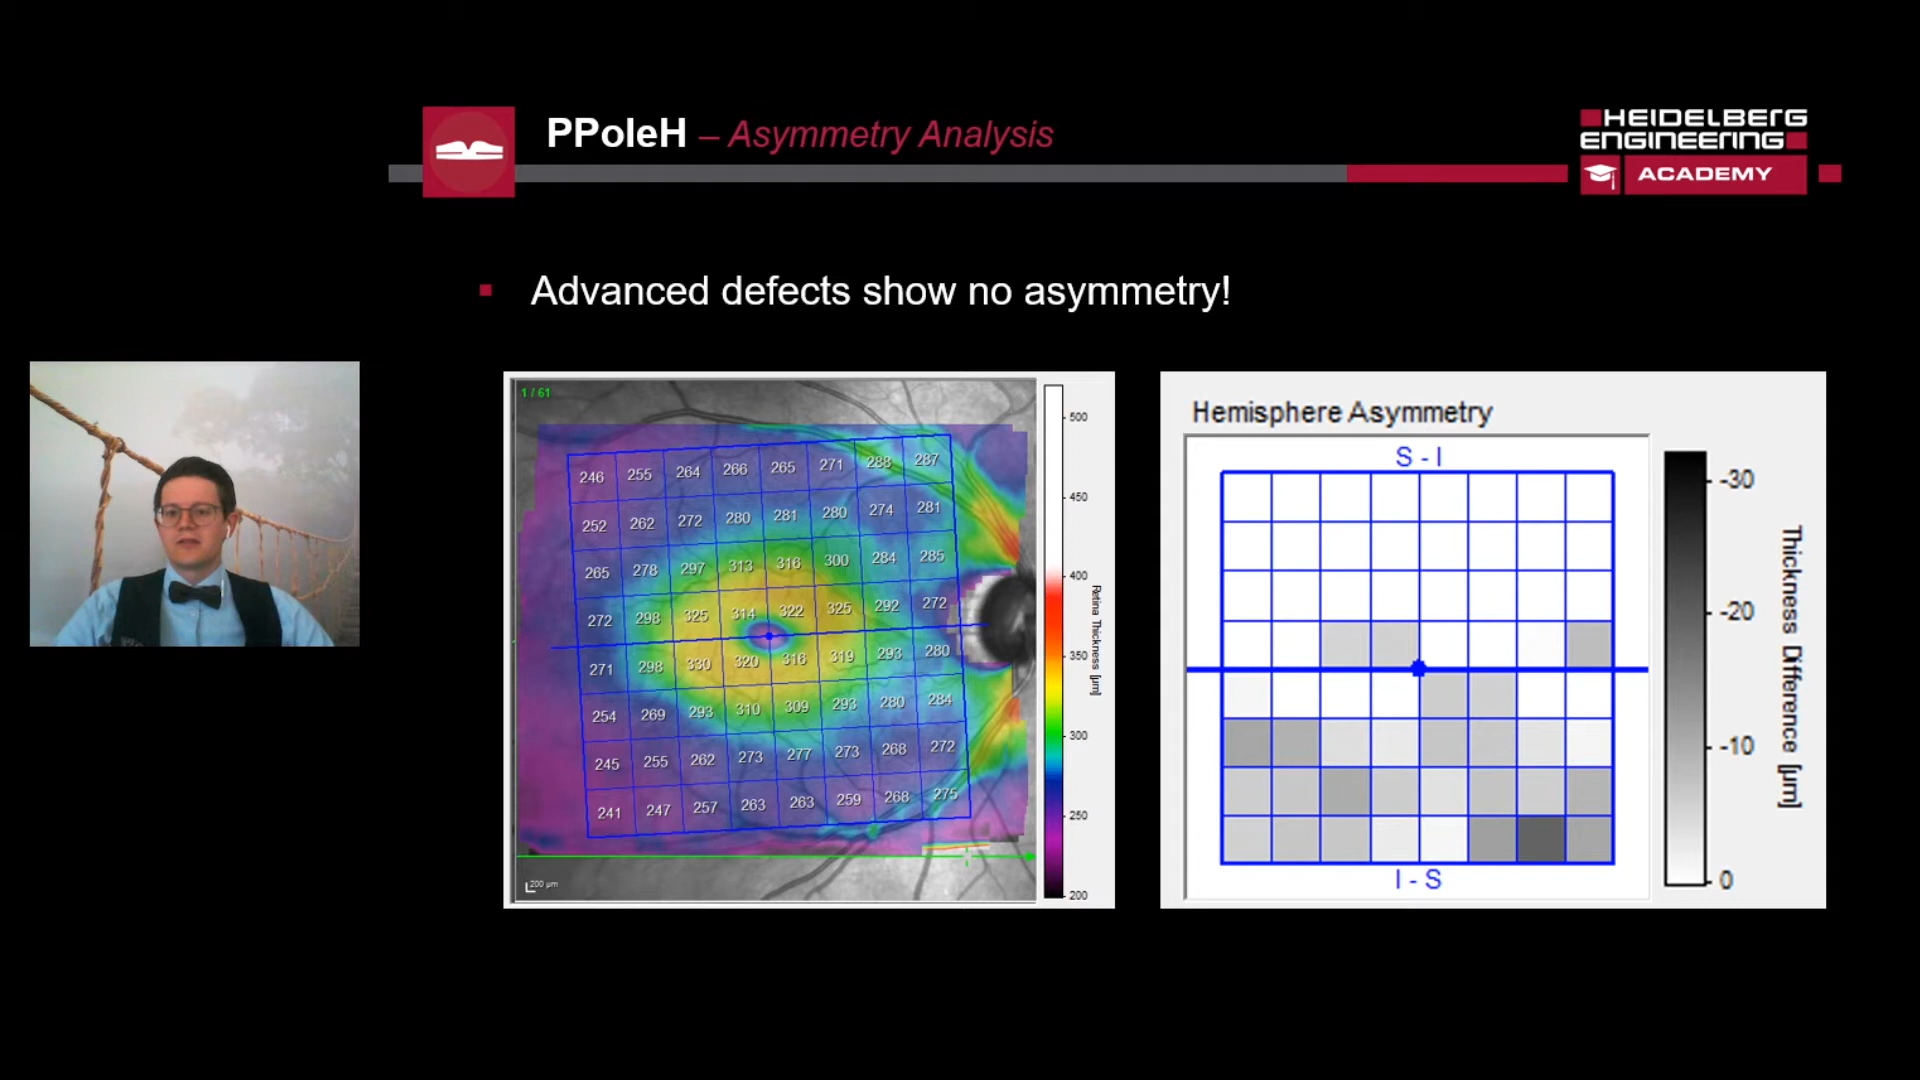 PPoleH – Asymmetry Analysis
HEIDELBERG
ENGINEERING
ACADEMY
Advanced defects show no asymmetry!
1 / 61
246 255 264 266 265 271 288 287
252 262 272 280 281 280 274 281
265 278 297 313 316 300 284 285
272 298 325 314 322 325 292 272
271 298 330 320 316 319 293 280
254 269 293 310 309 293 280 284
245 255 262 273 277 273 268 272
241 247 257 263 263 259 268 275
200 µm
500
450
400
350
300
250
200
Retina Thickness [µm]
Hemisphere Asymmetry
S - I
I - S
-30
-20
-10
0
Thickness Difference [µm]